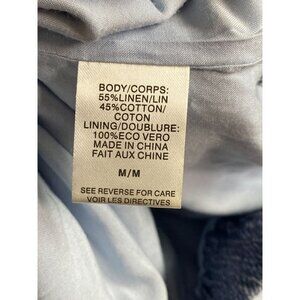 BODY/CORPS:
55%LINEN/LIN
45%COTTON/
COTON
LINING/DOUBLURE:
100%ECO VERO
MADE IN CHINA
FAIT AUX CHINE
M/M
SEE REVERSE FOR CARE
VOIR LES DIRECTIVES